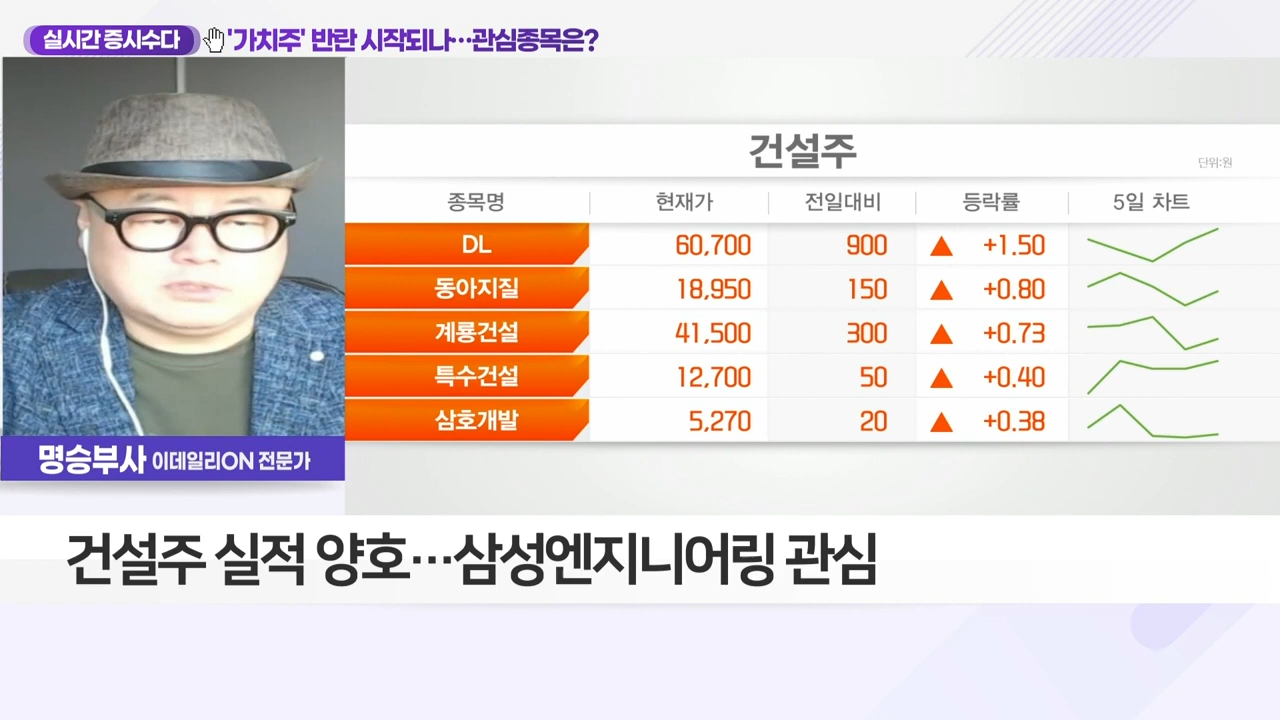 실시간 증시수다 '가치주' 반란 시작되나…관심종목은?
건설주
단위:원
종목명 현재가 전일대비 등락률 5일 차트
DL 60,700 900 ▲ +1.50
동아지질 18,950 150 ▲ +0.80
계룡건설 41,500 300 ▲ +0.73
특수건설 12,700 50 ▲ +0.40
삼호개발 5,270 20 ▲ +0.38
명승부사 이데일리ON 전문가
건설주 실적 양호…삼성엔지니어링 관심